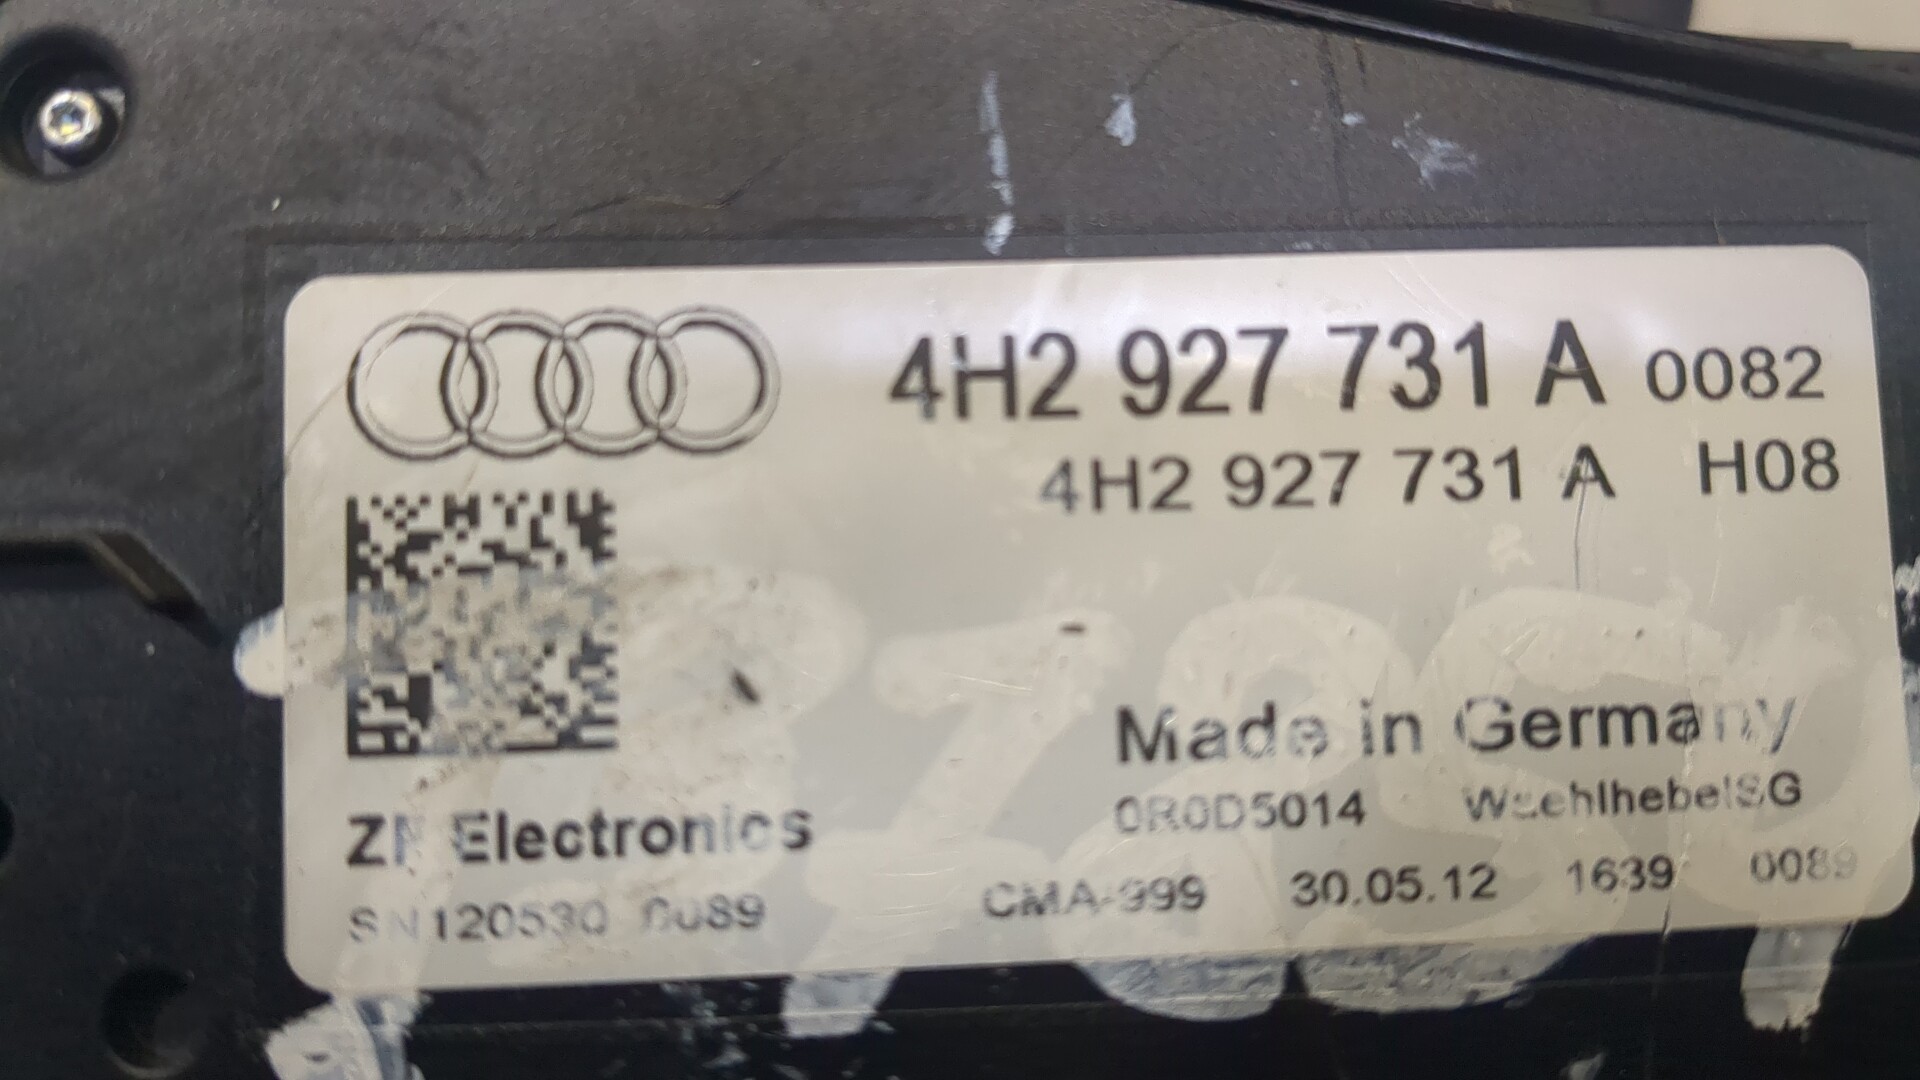 4H2 927 731 A 0082
4H2 927 731 A H08
Made in Germany
ZF Electronics
0R0D5014 WaehlhebelSG
SN120530 0089
CMA-999 30.05.12 1639 0089